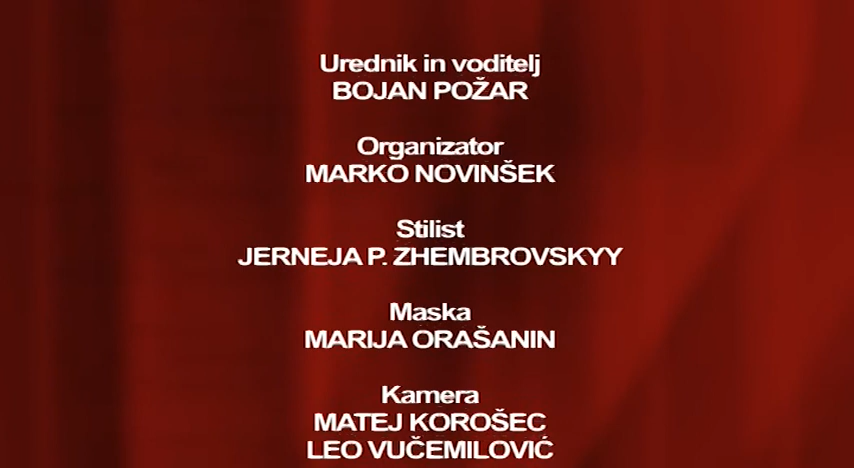 Urednik in voditelj
BOJAN POŽAR
Organizator
MARKO NOVINŠEK
Stilist
JERNEJA P. ZHEMBROVSKYY
Maska
MARIJA ORAŠANIN
Kamera
MATEJ KOROŠEC
LEO VUČEMILOVIĆ